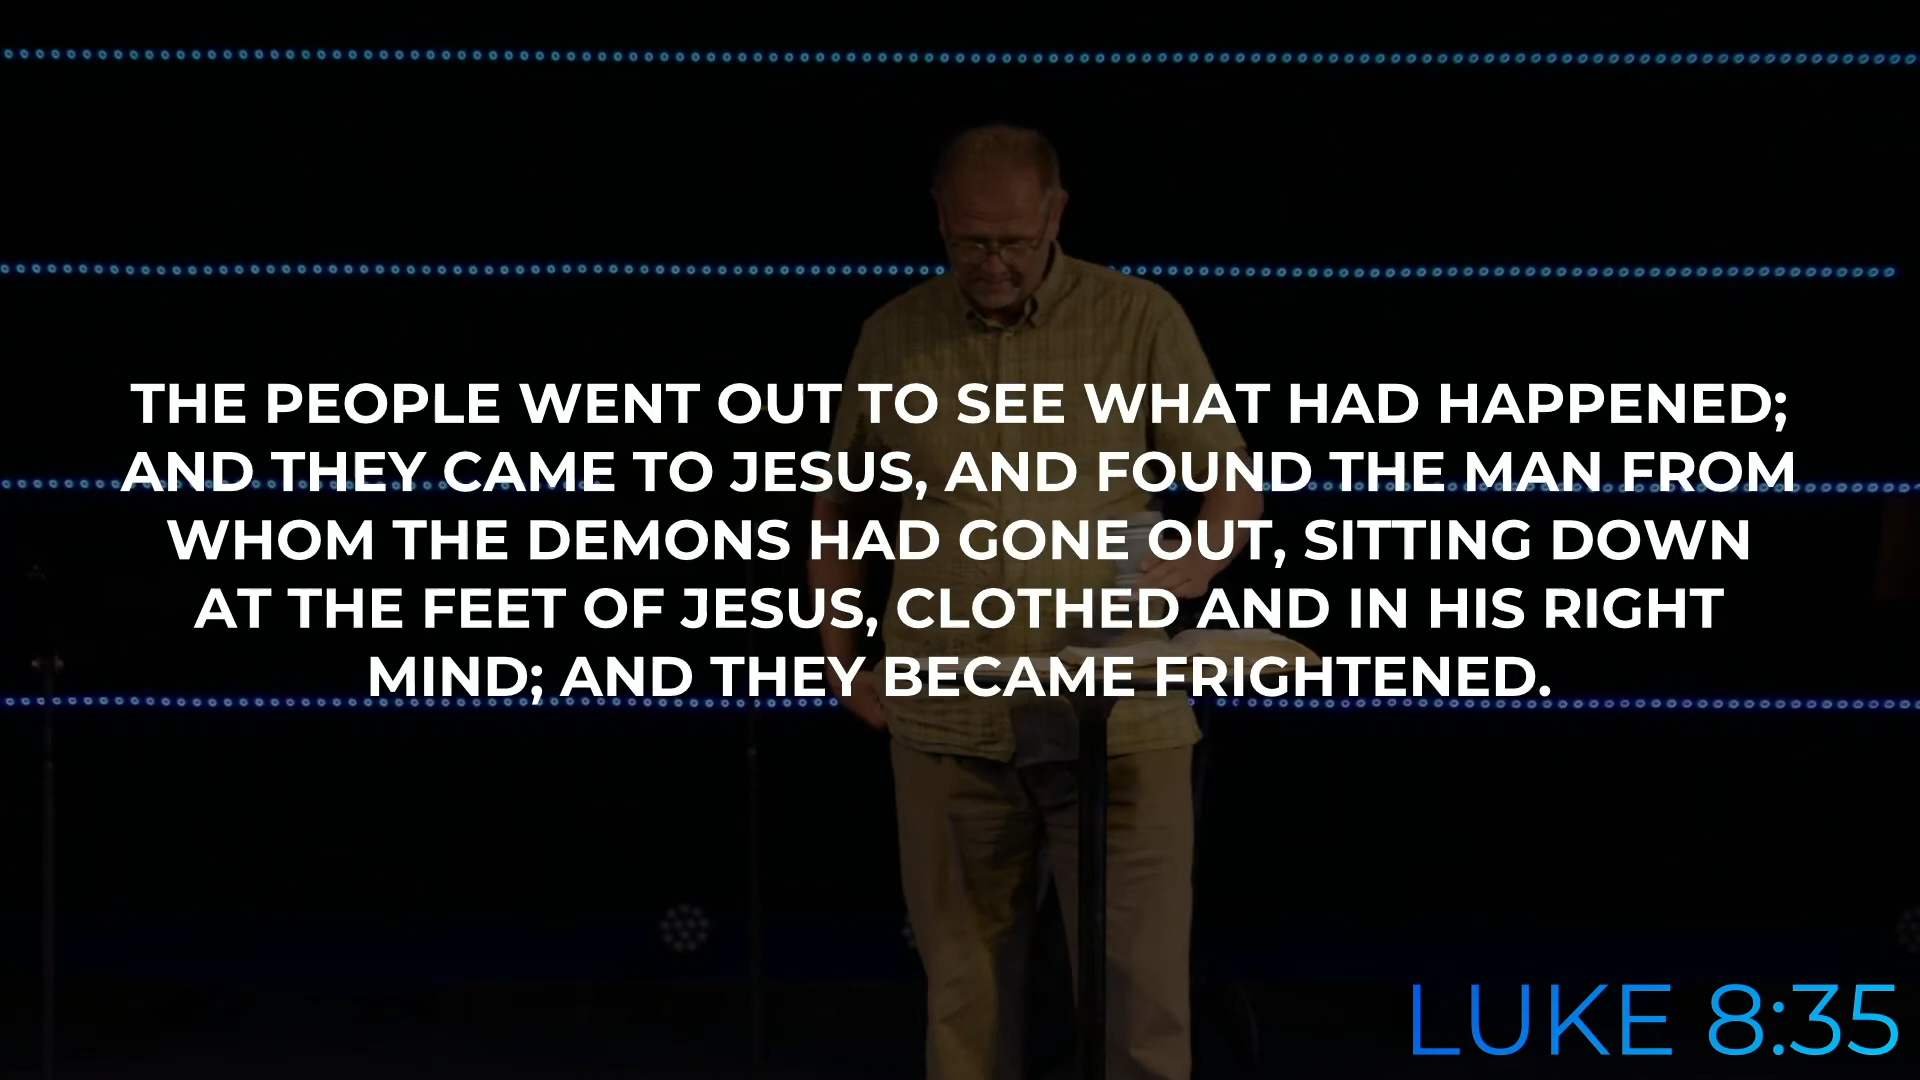 THE PEOPLE WENT OUT TO SEE WHAT HAD HAPPENED;
AND THEY CAME TO JESUS, AND FOUND THE MAN FROM
WHOM THE DEMONS HAD GONE OUT, SITTING DOWN
AT THE FEET OF JESUS, CLOTHED AND IN HIS RIGHT
MIND; AND THEY BECAME FRIGHTENED.
LUKE 8:35